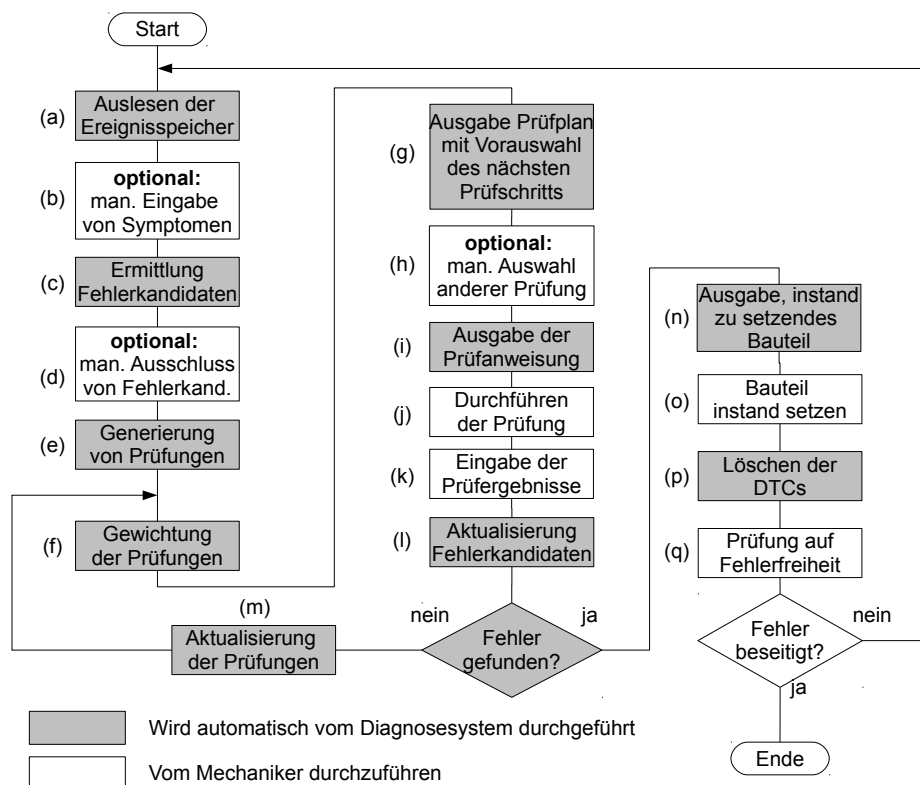 Start
(a)
Auslesen der
Ereignisspeicher
(b)
optional:
man. Eingabe
von Symptomen
(c)
Ermittlung
Fehlerkandidaten
(d)
optional:
man. Ausschluss
von Fehlerkand.
(e)
Generierung
von Prüfungen
(f)
Gewichtung
der Prüfungen
(g)
Ausgabe Prüfplan
mit Vorauswahl
des nächsten
Prüfschritts
(h)
optional:
man. Auswahl
anderer Prüfung
(i)
Ausgabe der
Prüfanweisung
(j)
Durchführen
der Prüfung
(k)
Eingabe der
Prüfergebnisse
(l)
Aktualisierung
Fehlerkandidaten
Fehler
gefunden?
nein
ja
(m)
Aktualisierung
der Prüfungen
(n)
Ausgabe, instand
zu setzendes
Bauteil
(o)
Bauteil
instand setzen
(p)
Löschen der
DTCs
(q)
Prüfung auf
Fehlerfreiheit
Fehler
beseitigt?
nein
ja
Ende
Wird automatisch vom Diagnosesystem durchgeführt
Vom Mechaniker durchzuführen